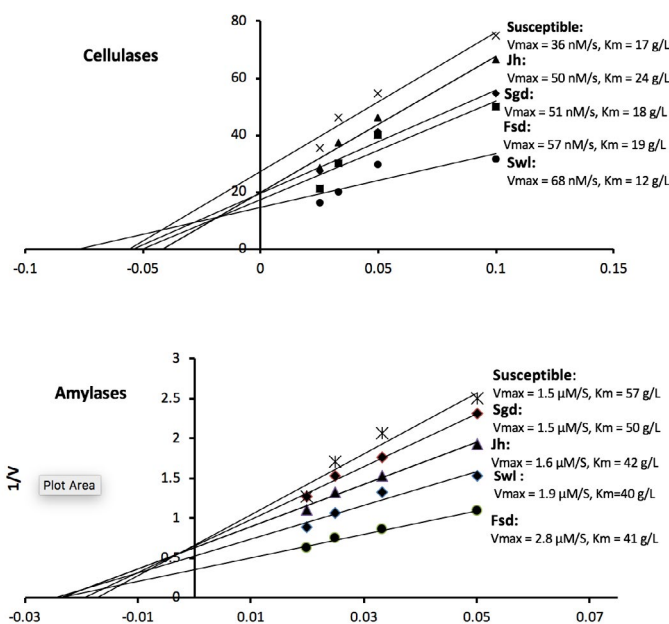 Cellulases
80
60
40
20
0
-0.1
-0.05
0
0.05
0.1
0.15
Susceptible:
Vmax = 36 nM/s, Km = 17 g/L
Jh:
Vmax = 50 nM/s, Km = 24 g/L
Sgd:
Vmax = 51 nM/s, Km = 18 g/L
Fsd:
Vmax = 57 nM/s, Km = 19 g/L
Swl:
Vmax = 68 nM/s, Km = 12 g/L
Amylases
1/V
Plot Area
3
2.5
2
1.5
1
0.5
0
-0.03
-0.01
0.01
0.03
0.05
0.07
Susceptible:
Vmax = 1.5 µM/S, Km = 57 g/L
Sgd:
Vmax = 1.5 µM/S, Km = 50 g/L
Jh:
Vmax = 1.6 µM/S, Km = 42 g/L
Swl :
Vmax = 1.9 µM/S, Km=40 g/L
Fsd:
Vmax = 2.8 µM/S, Km = 41 g/L